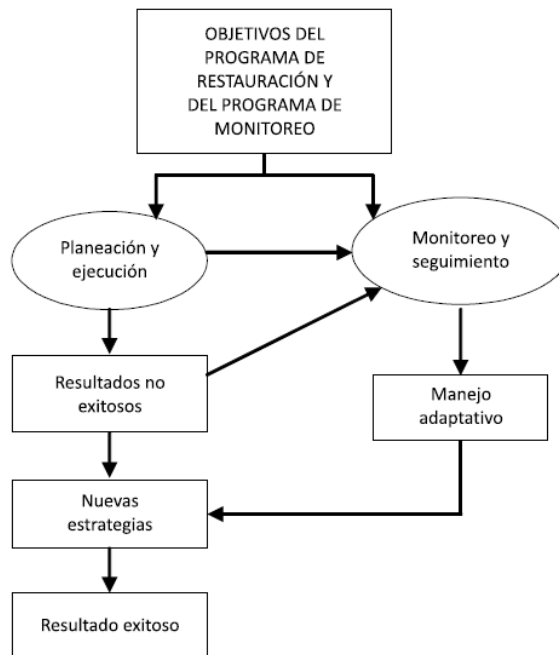 OBJETIVOS DEL
PROGRAMA DE
RESTAURACIÓN Y
DEL PROGRAMA DE
MONITOREO
Planeación y
ejecución
Monitoreo y
seguimiento
Resultados no
exitosos
Manejo
adaptativo
Nuevas
estrategias
Resultado exitoso